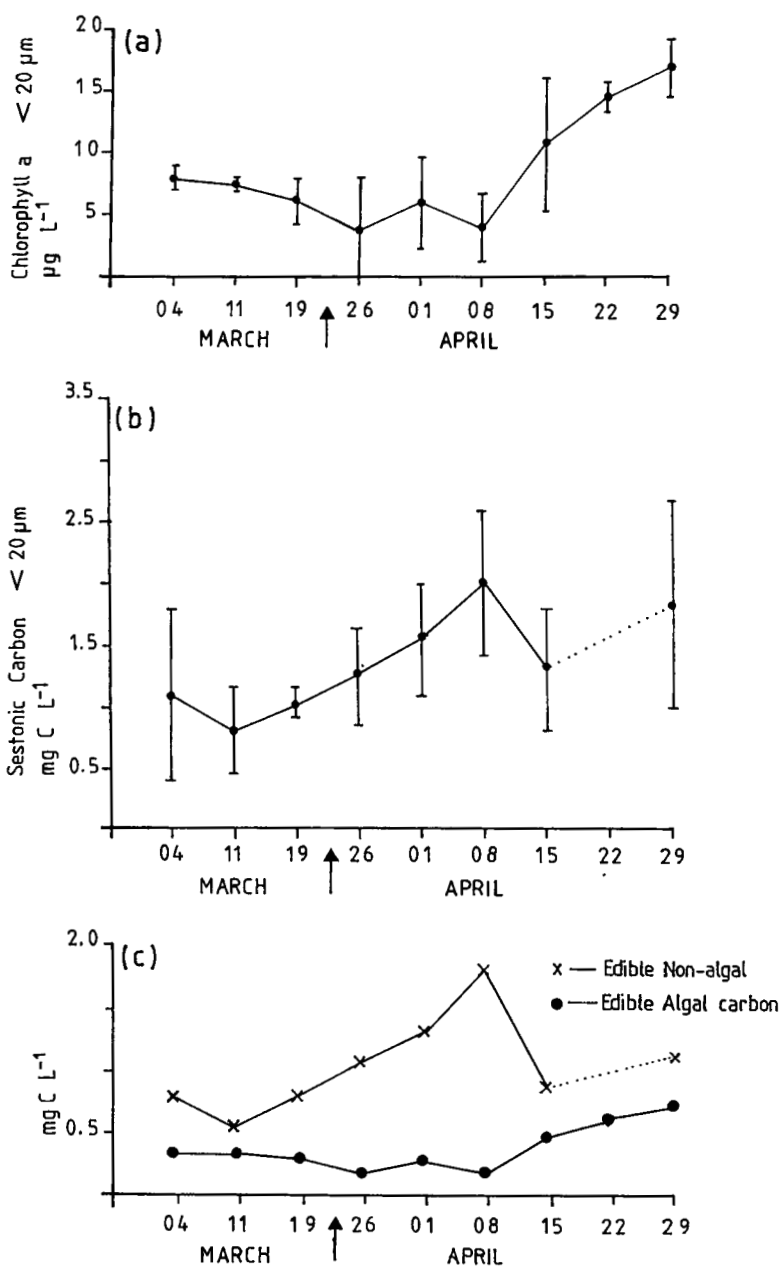 (a)
Chlorophyll a < 20 µm
µg L⁻¹
20
15
10
5
04 11 19 26 01 08 15 22 29
MARCH APRIL
(b)
Sestonic Carbon < 20 µm
mg C L⁻¹
3.5
2.5
1.5
0.5
04 11 19 26 01 08 15 22 29
MARCH APRIL
(c)
mg C L⁻¹
2.0
0.5
x — Edible Non-algal
● — Edible Algal carbon
04 11 19 26 01 08 15 22 29
MARCH APRIL